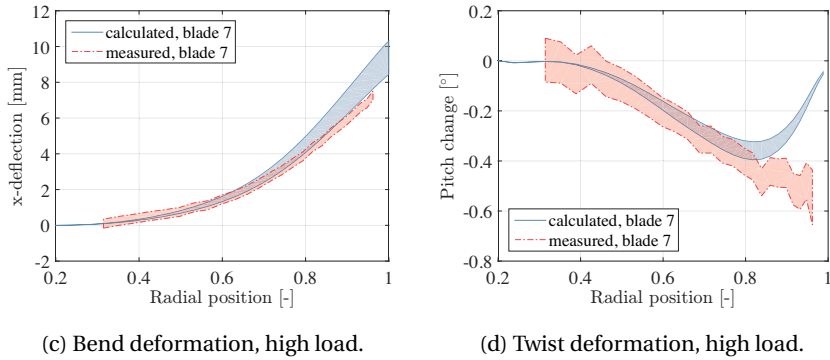 12
10
8
6
4
2
0
-2
x-deflection [mm]
calculated, blade 7
measured, blade 7
0.2 0.4 0.6 0.8 1
Radial position [-]
(c) Bend deformation, high load.
0.2
0
-0.2
-0.4
-0.6
-0.8
Pitch change [°]
calculated, blade 7
measured, blade 7
0.2 0.4 0.6 0.8 1
Radial position [-]
(d) Twist deformation, high load.